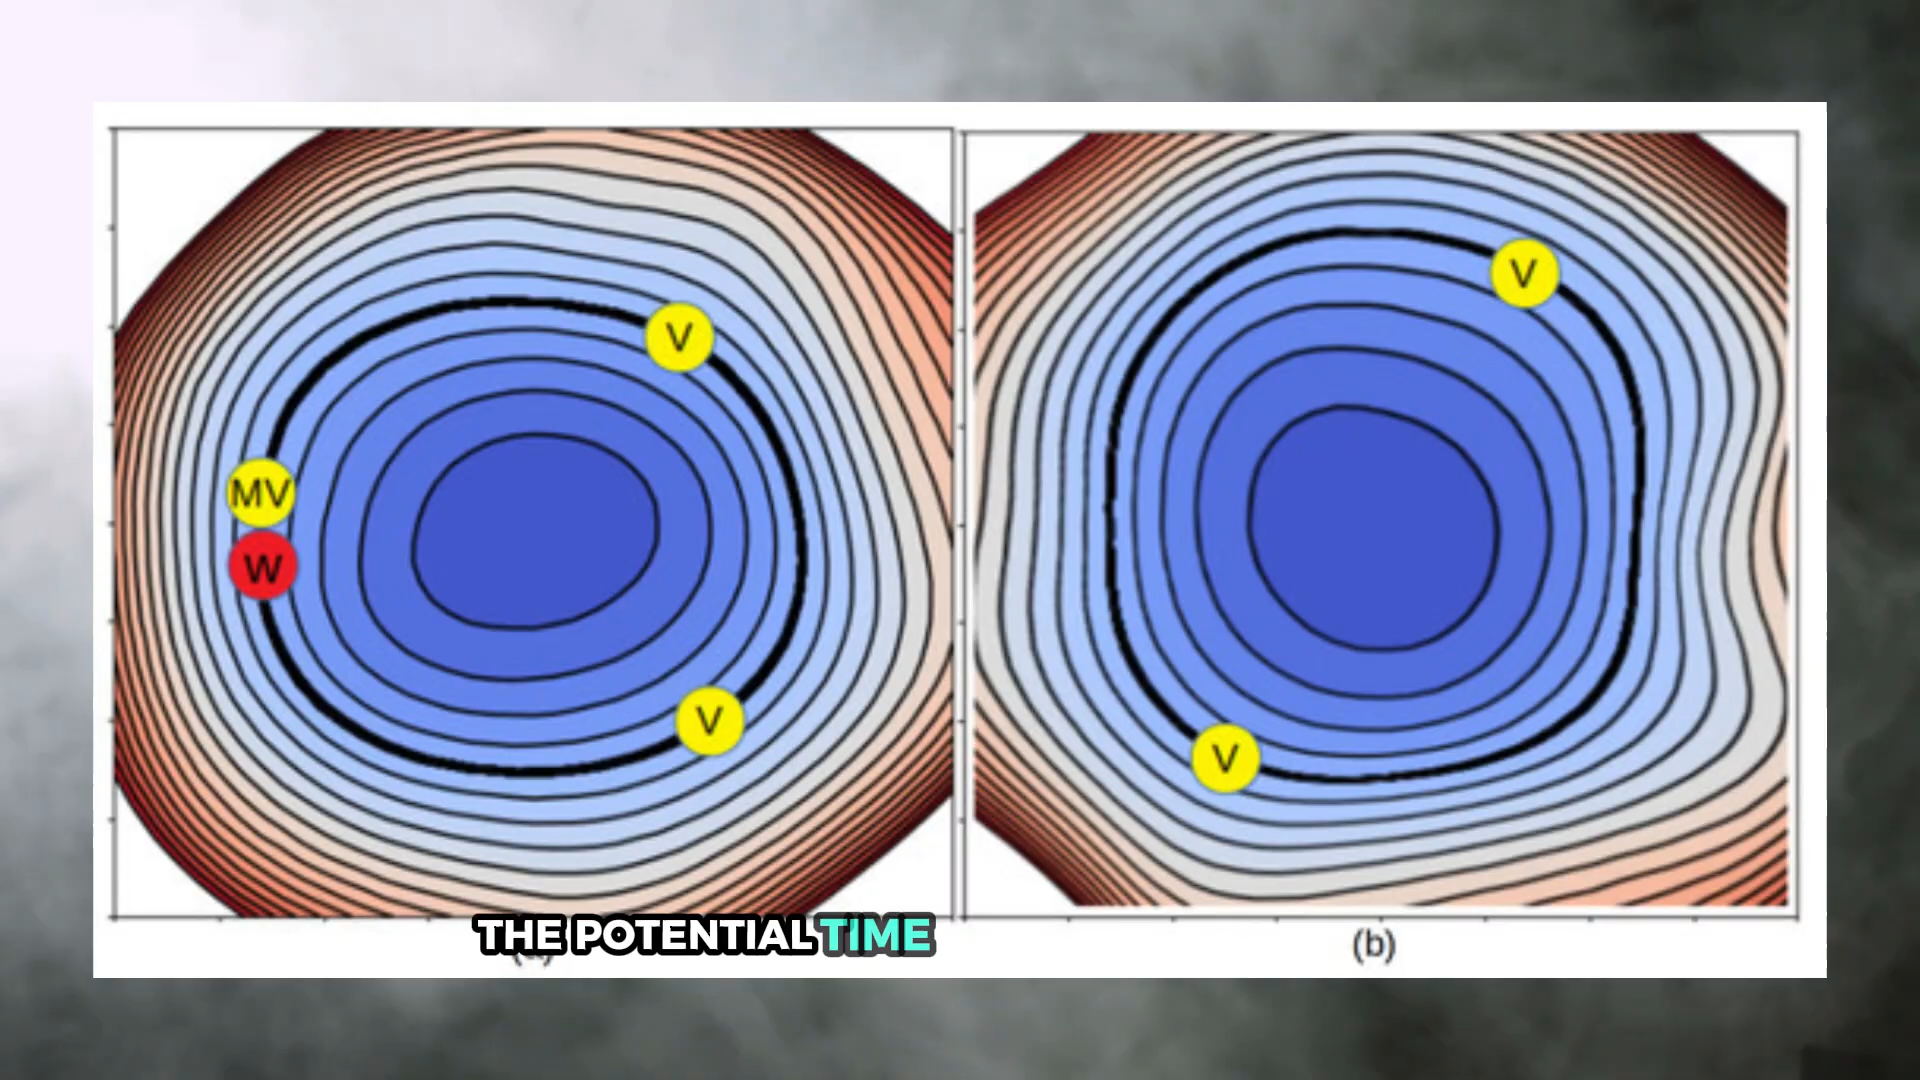 V
V
MV
W
V
V
THE POTENTIAL TIME
(b)